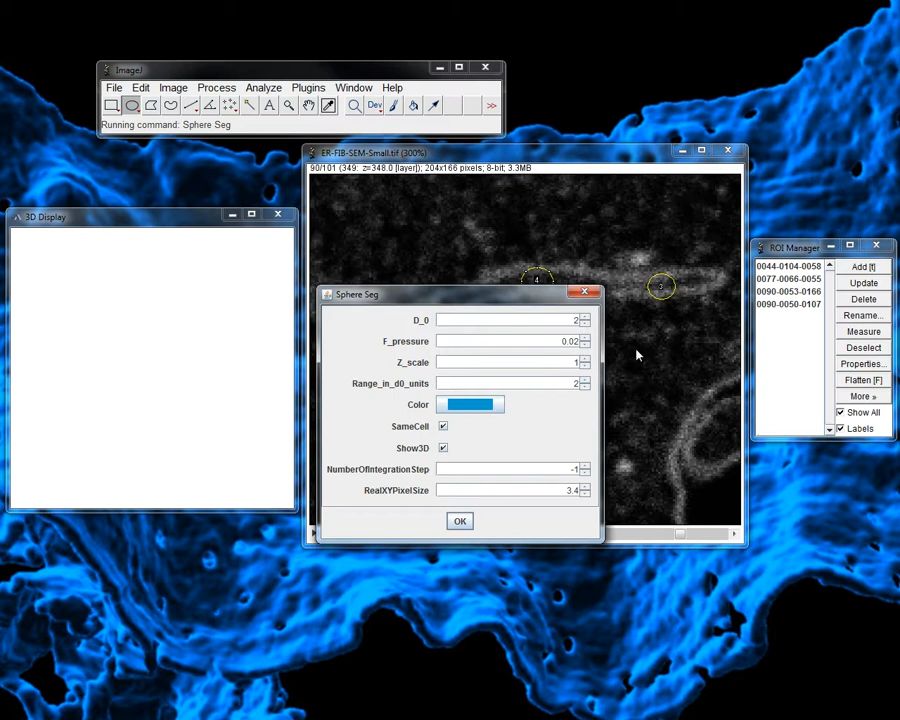 ImageJ
File Edit Image Process Analyze Plugins Window Help
A Dev >>
Running command: Sphere Seg
ER-FIB-SEM-Small.tif (300%)
90/101 (349: z=348.0 [layer]); 204x166 pixels; 8-bit; 3.3MB
3D Display
4
3
ROI Manager
0044-0104-0058
0077-0066-0055
0090-0053-0166
0090-0050-0107
Add [t]
Update
Delete
Rename...
Measure
Deselect
Properties...
Flatten [F]
More »
Show All
Labels
Sphere Seg
D_0 2
F_pressure 0.02
Z_scale 1
Range_in_d0_units 2
Color
SameCell
Show3D
NumberOfIntegrationStep -1
RealXYPixelSize 3.4
OK